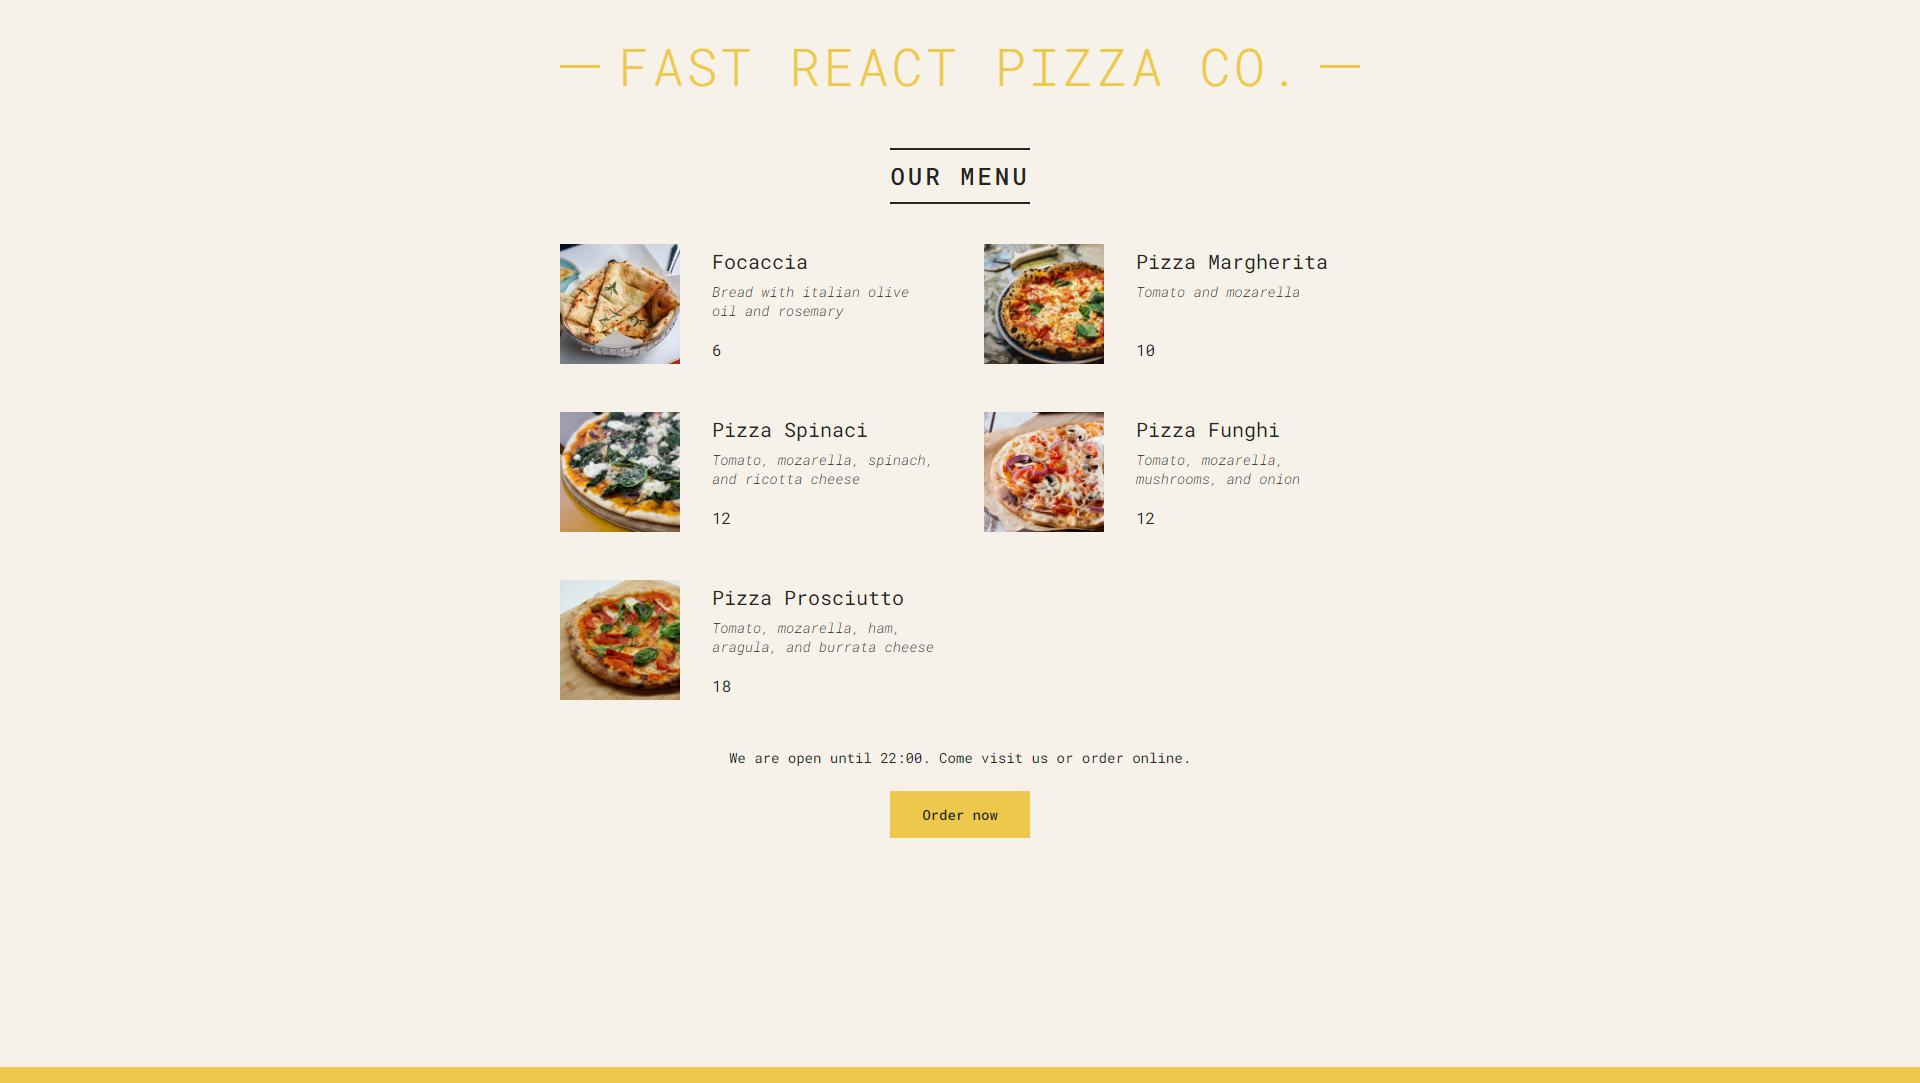 FAST REACT PIZZA CO.
OUR MENU
Focaccia
Bread with italian olive
oil and rosemary
6
Pizza Margherita
Tomato and mozarella
10
Pizza Spinaci
Tomato, mozarella, spinach,
and ricotta cheese
12
Pizza Funghi
Tomato, mozarella,
mushrooms, and onion
12
Pizza Prosciutto
Tomato, mozarella, ham,
aragula, and burrata cheese
18
We are open until 22:00. Come visit us or order online.
Order now